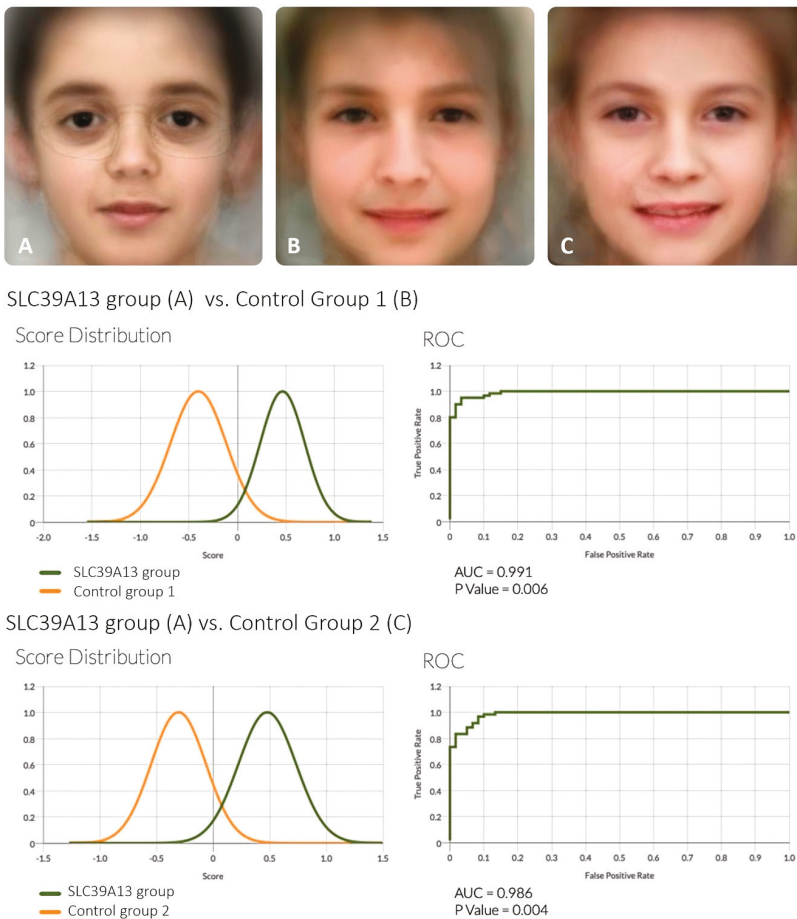 A
B
C
SLC39A13 group (A) vs. Control Group 1 (B)
Score Distribution
ROC
1.2
1.0
0.8
0.6
0.4
0.2
0
-2.0 -1.5 -1.0 -0.5 0 0.5 1.0 1.5
Score
SLC39A13 group
Control group 1
True Positive Rate
1.2
1.0
0.8
0.6
0.4
0.2
0
0 0.1 0.2 0.3 0.4 0.5 0.6 0.7 0.8 0.9 1.0
False Positive Rate
AUC = 0.991
P Value = 0.006
SLC39A13 group (A) vs. Control Group 2 (C)
Score Distribution
ROC
1.2
1.0
0.8
0.6
0.4
0.2
0
-1.5 -1.0 -0.5 0 0.5 1.0 1.5
Score
SLC39A13 group
Control group 2
True Positive Rate
1.2
1.0
0.8
0.6
0.4
0.2
0
0 0.1 0.2 0.3 0.4 0.5 0.6 0.7 0.8 0.9 1.0
False Positive Rate
AUC = 0.986
P Value = 0.004